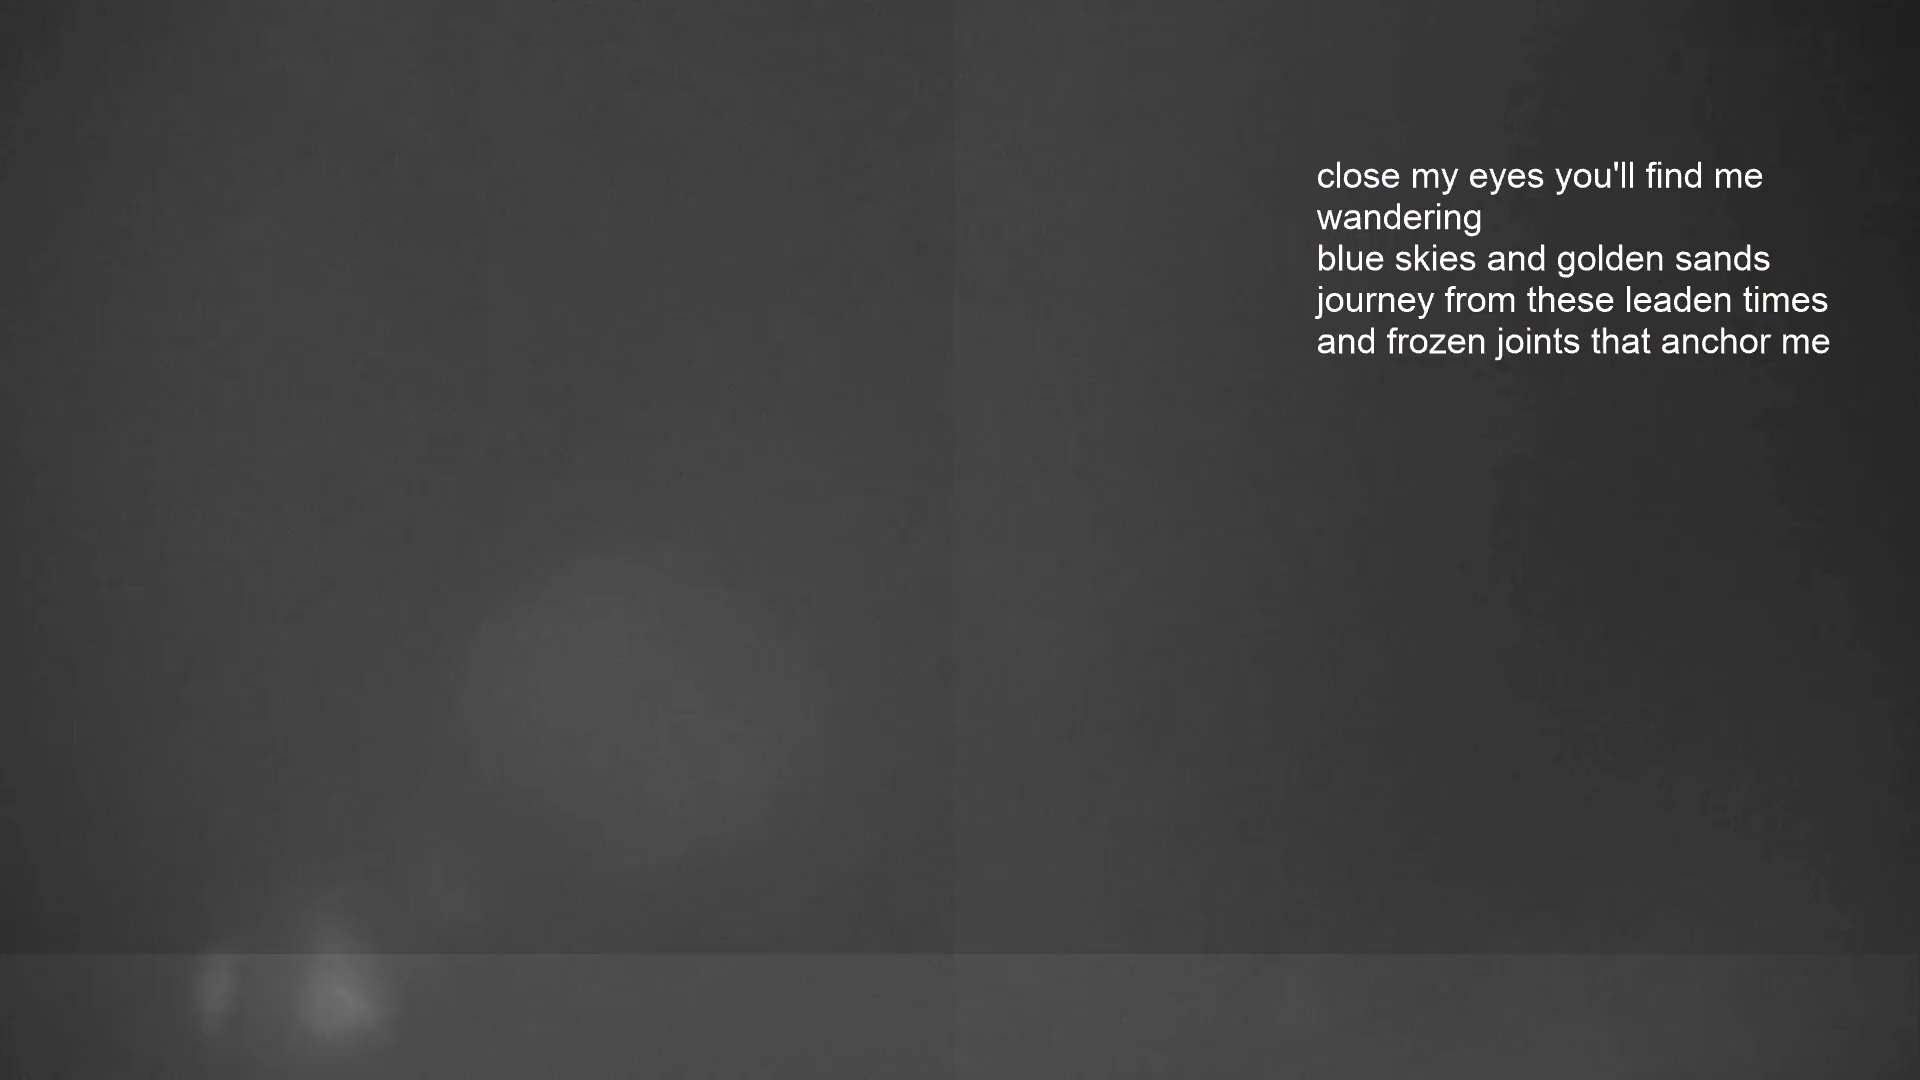 close my eyes you'll find me
wandering
blue skies and golden sands
journey from these leaden times
and frozen joints that anchor me